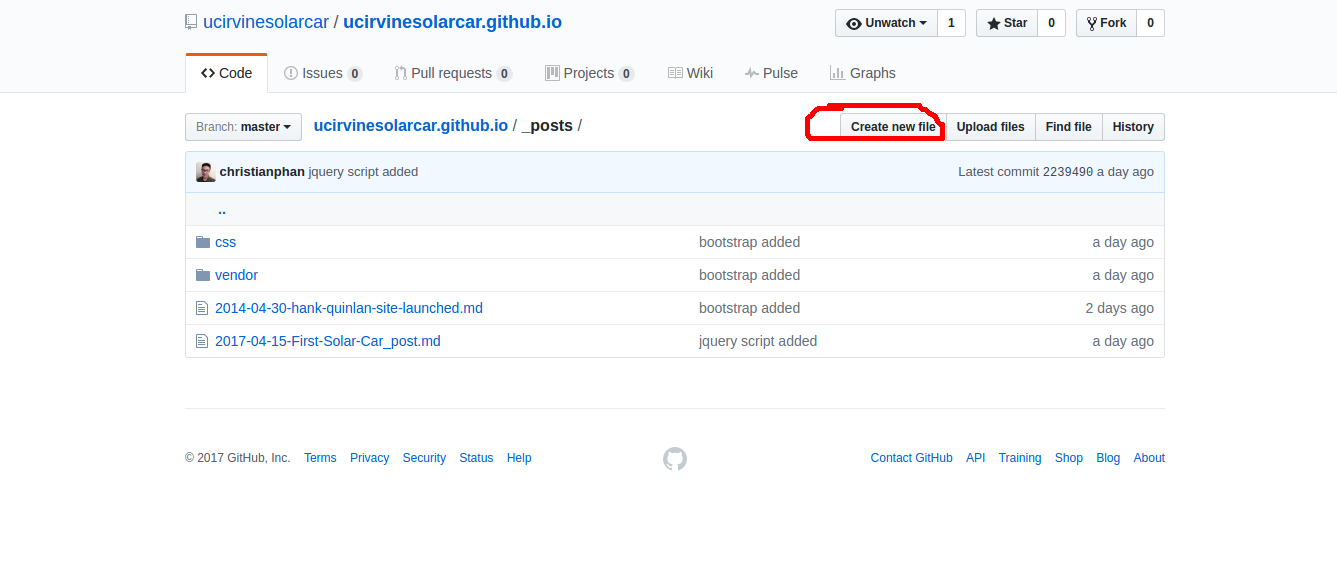 ucirvinesolarcar / ucirvinesolarcar.github.io Unwatch 1 Star 0 Fork 0
Code Issues 0 Pull requests 0 Projects 0 Wiki Pulse Graphs
Branch: master ucirvinesolarcar.github.io / _posts / Create new file Upload files Find file History
christianphan jquery script added Latest commit 2239490 a day ago
..
css bootstrap added a day ago
vendor bootstrap added a day ago
2014-04-30-hank-quinlan-site-launched.md bootstrap added 2 days ago
2017-04-15-First-Solar-Car_post.md jquery script added a day ago
© 2017 GitHub, Inc. Terms Privacy Security Status Help Contact GitHub API Training Shop Blog About